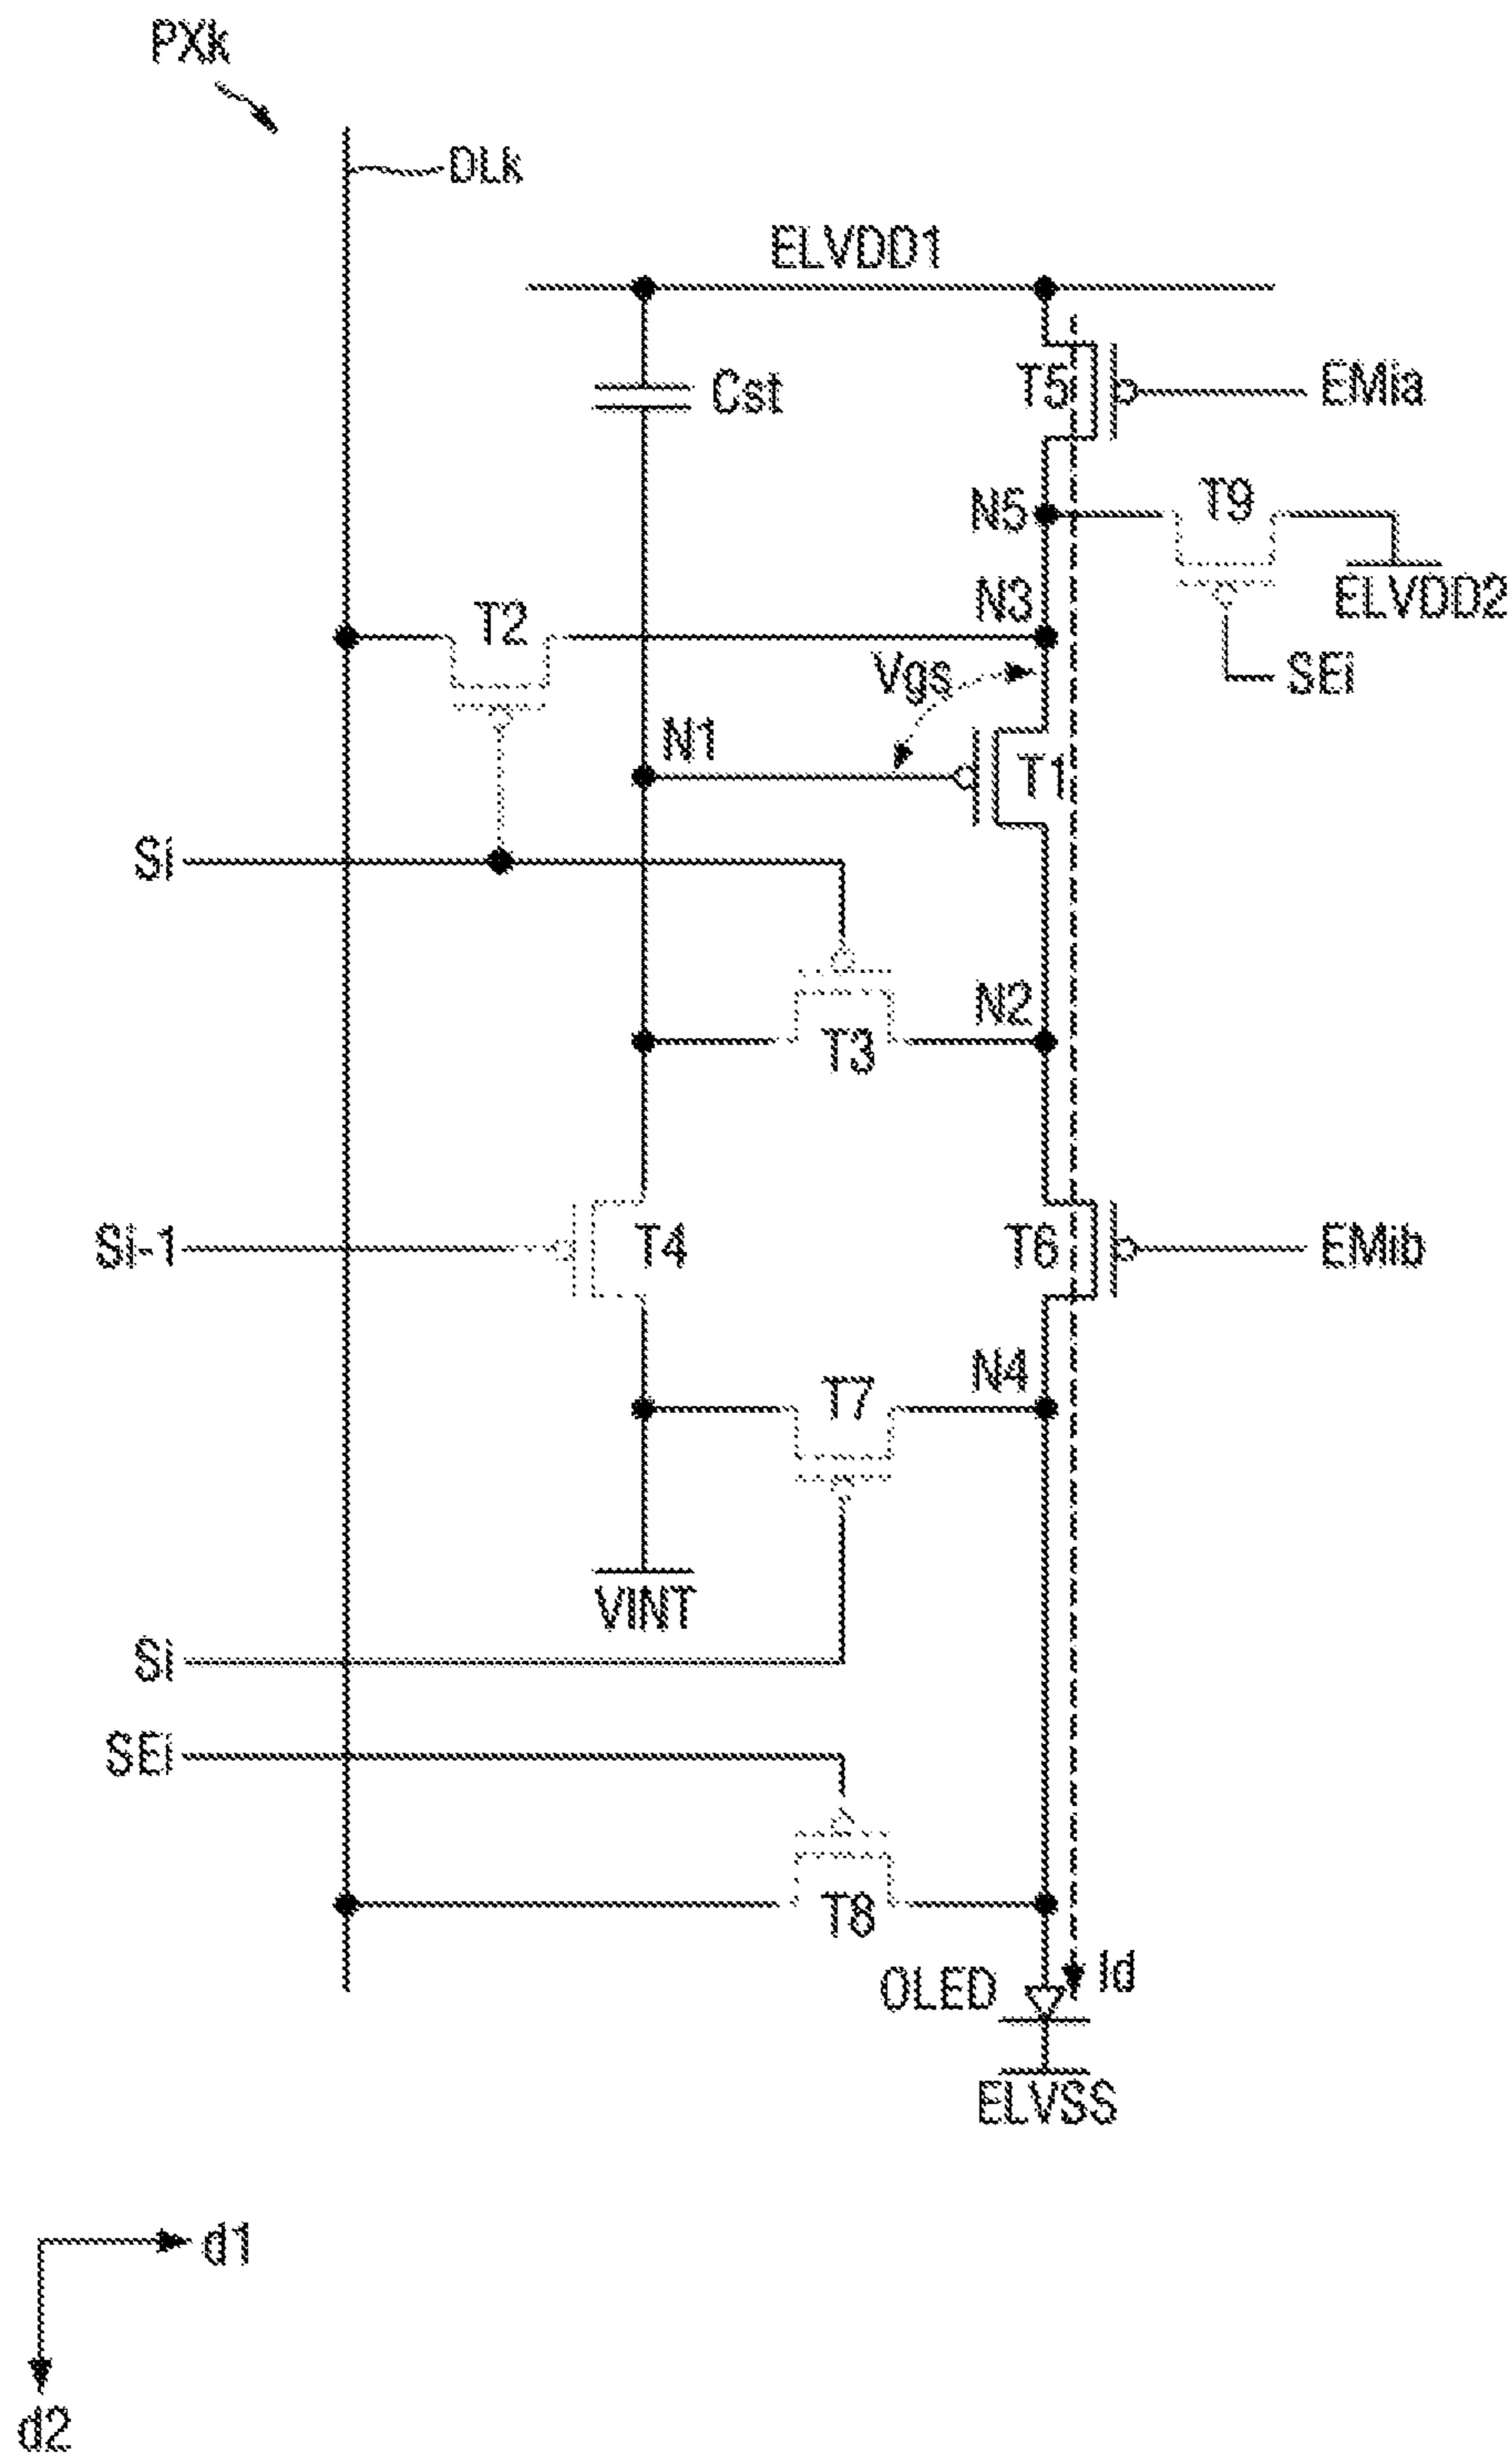 PXk
DLk
ELVDD1
Cst
T5
EMia
N5
T9
ELVDD2
T2
N3
Vgs
SEi
N1
T1
Si
N2
T3
Si-1
T4
T6
EMib
T7
N4
VINT
Si
SEi
T8
OLED
Id
ELVSS
d1
d2